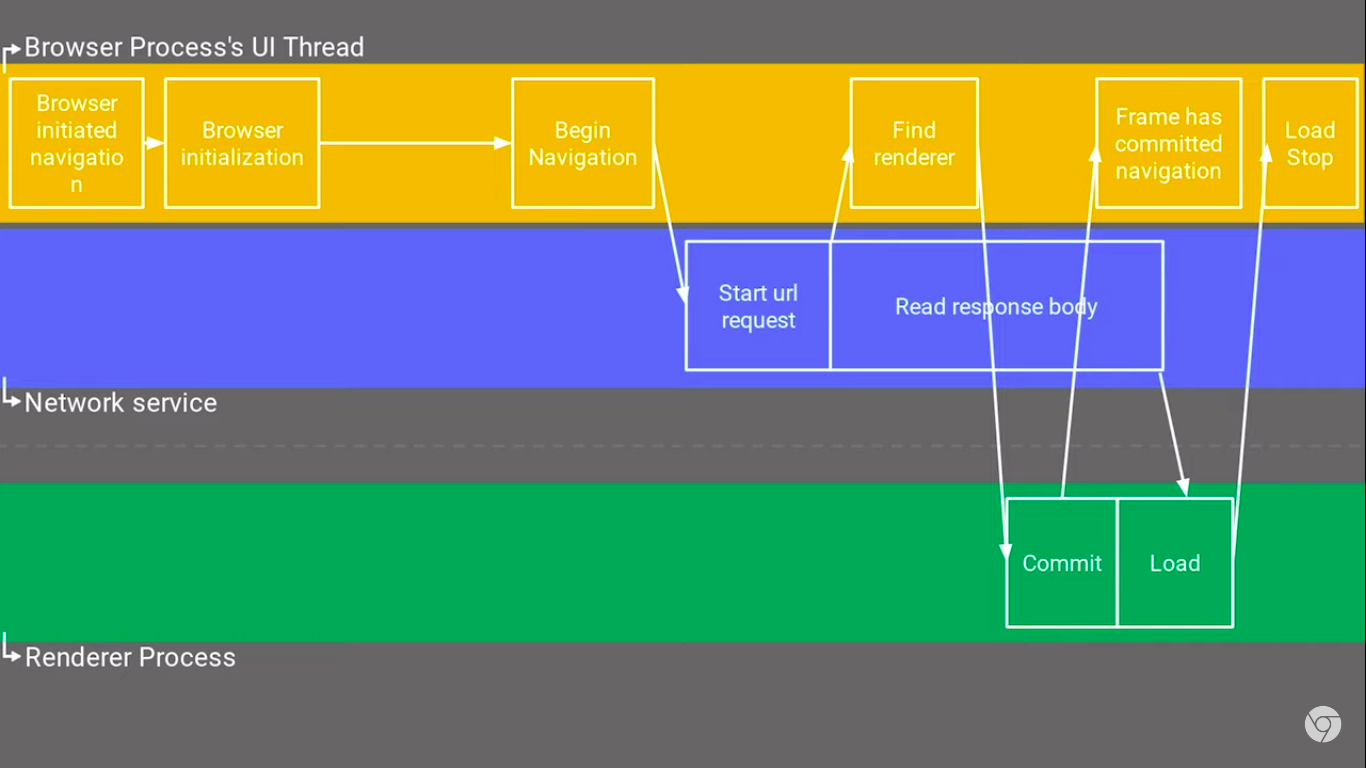 Browser Process's UI Thread
Browser
initiated
navigatio
n
Browser
initialization
Begin
Navigation
Find
renderer
Frame has
committed
navigation
Load
Stop
Start url
request
Read response body
Network service
Commit
Load
Renderer Process